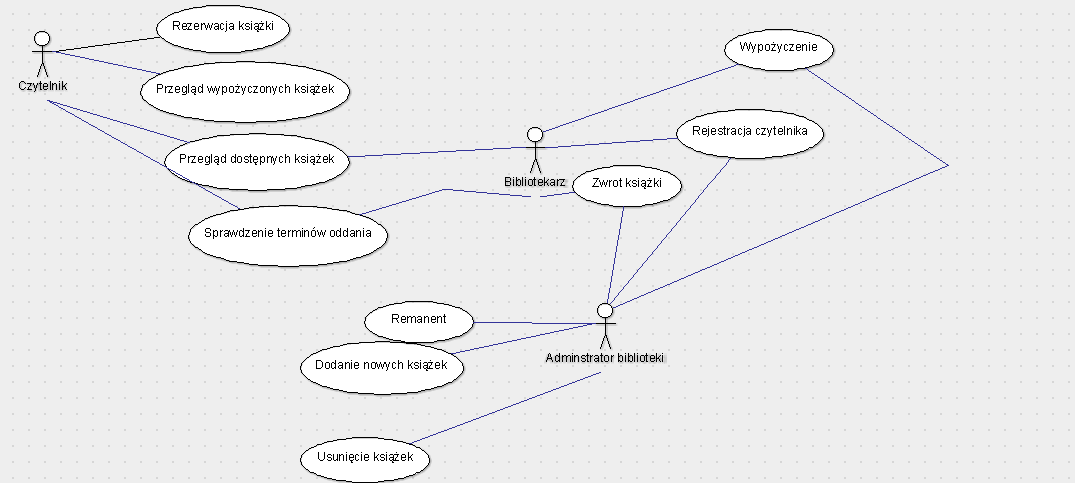 Rezerwacja książki
Wypożyczenie
Czytelnik
Przegląd wypożyczonych książek
Rejestracja czytelnika
Przegląd dostępnych książek
Bibliotekarz
Zwrot książki
Sprawdzenie terminów oddania
Remanent
Adminstrator biblioteki
Dodanie nowych książek
Usunięcie książek